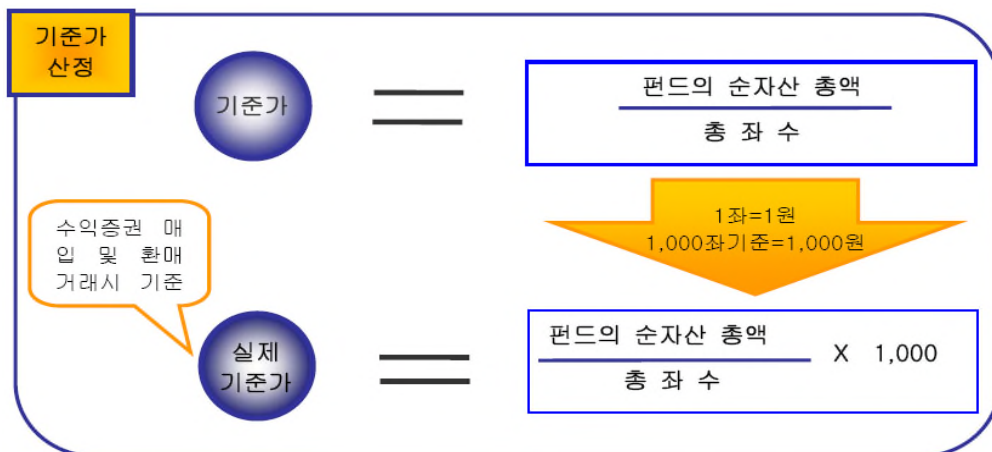 기준가
산정
기준가
펀드의 순자산 총액
총 좌 수
수익증권 매
입 및 환매
거래시 기준
1좌=1원
1,000좌기준=1,000원
실제
기준가
펀드의 순자산 총액
총 좌 수
X 1,000